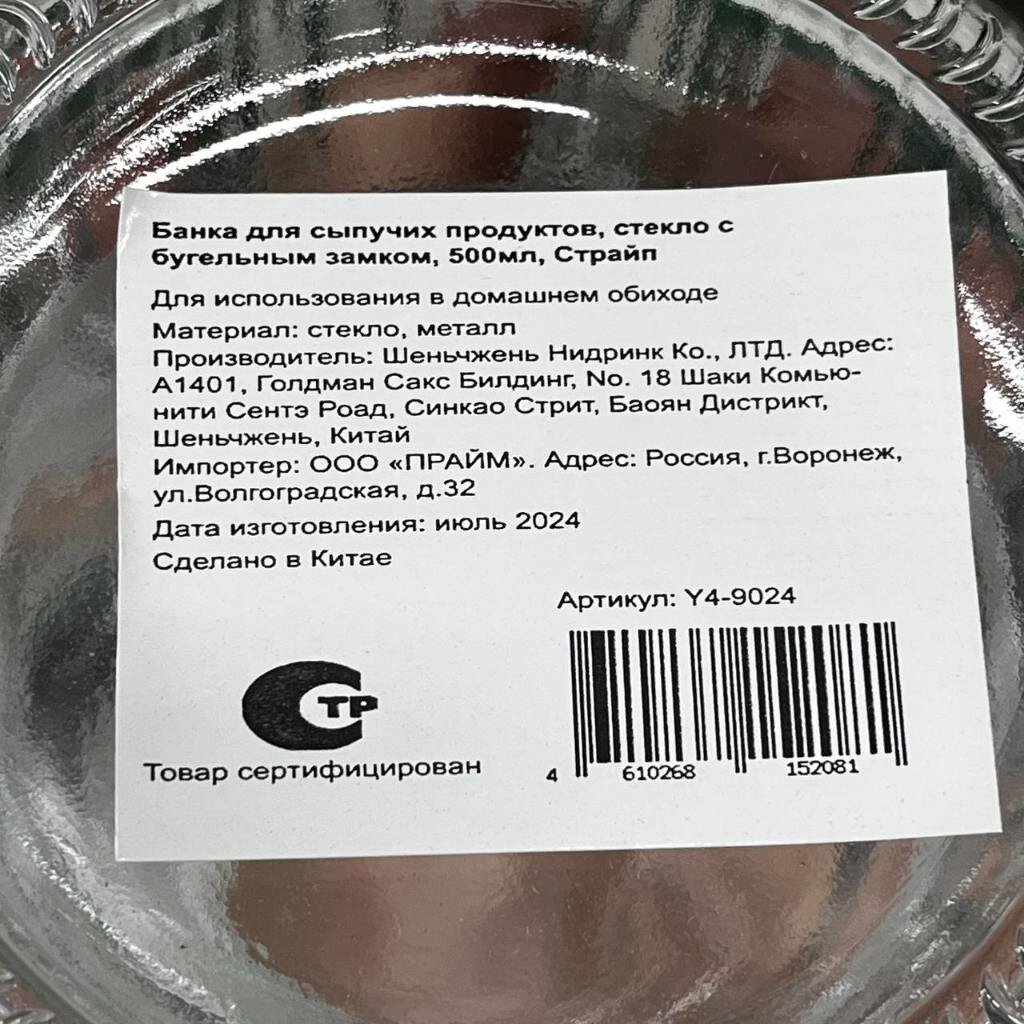 Банка для сыпучих продуктов, стекло с
бугельным замком, 500мл, Страйп
Для использования в домашнем обиходе
Материал: стекло, металл
Производитель: Шеньчжень Нидринк Ко., ЛТД. Адрес:
А1401, Голдман Сакс Билдинг, No. 18 Шаки Комью-
нити Сентэ Роад, Синкао Стрит, Баоян Дистрикт,
Шеньчжень, Китай
Импортер: ООО «ПРАЙМ». Адрес: Россия, г.Воронеж,
ул.Волгоградская, д.32
Дата изготовления: июль 2024
Сделано в Китае
Артикул: Y4-9024
СТР
Товар сертифицирован
4 610268 152081